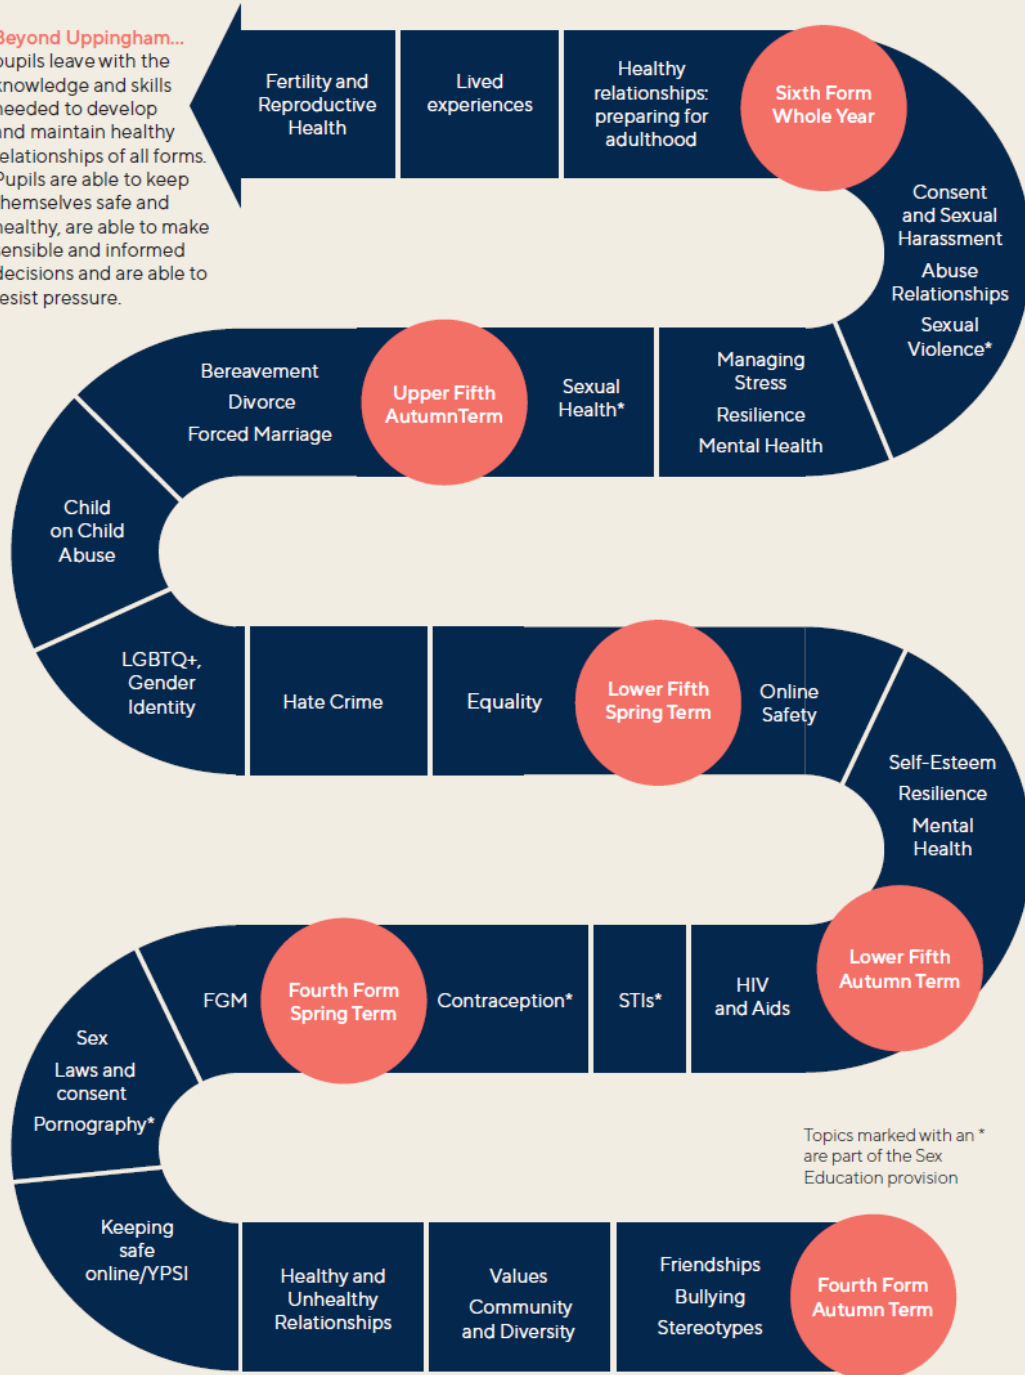 Beyond Uppingham...
pupils leave with the
knowledge and skills
needed to develop
and maintain healthy
relationships of all forms.
Pupils are able to keep
themselves safe and
healthy, are able to make
sensible and informed
decisions and are able to
resist pressure.
Fertility and
Reproductive
Health
Lived
experiences
Healthy
relationships:
preparing for
adulthood
Sixth Form
Whole Year
Consent
and Sexual
Harassment
Abuse
Relationships
Sexual
Violence*
Bereavement
Divorce
Forced Marriage
Upper Fifth
AutumnTerm
Sexual
Health*
Managing
Stress
Resilience
Mental Health
Child
on Child
Abuse
LGBTQ+,
Gender
Identity
Hate Crime
Equality
Lower Fifth
Spring Term
Online
Safety
Self-Esteem
Resilience
Mental
Health
FGM
Fourth Form
Spring Term
Contraception*
STIs*
HIV
and Aids
Lower Fifth
Autumn Term
Sex
Laws and
consent
Pornography*
Topics marked with an *
are part of the Sex
Education provision
Keeping
safe
online/YPSI
Healthy and
Unhealthy
Relationships
Values
Community
and Diversity
Friendships
Bullying
Stereotypes
Fourth Form
Autumn Term